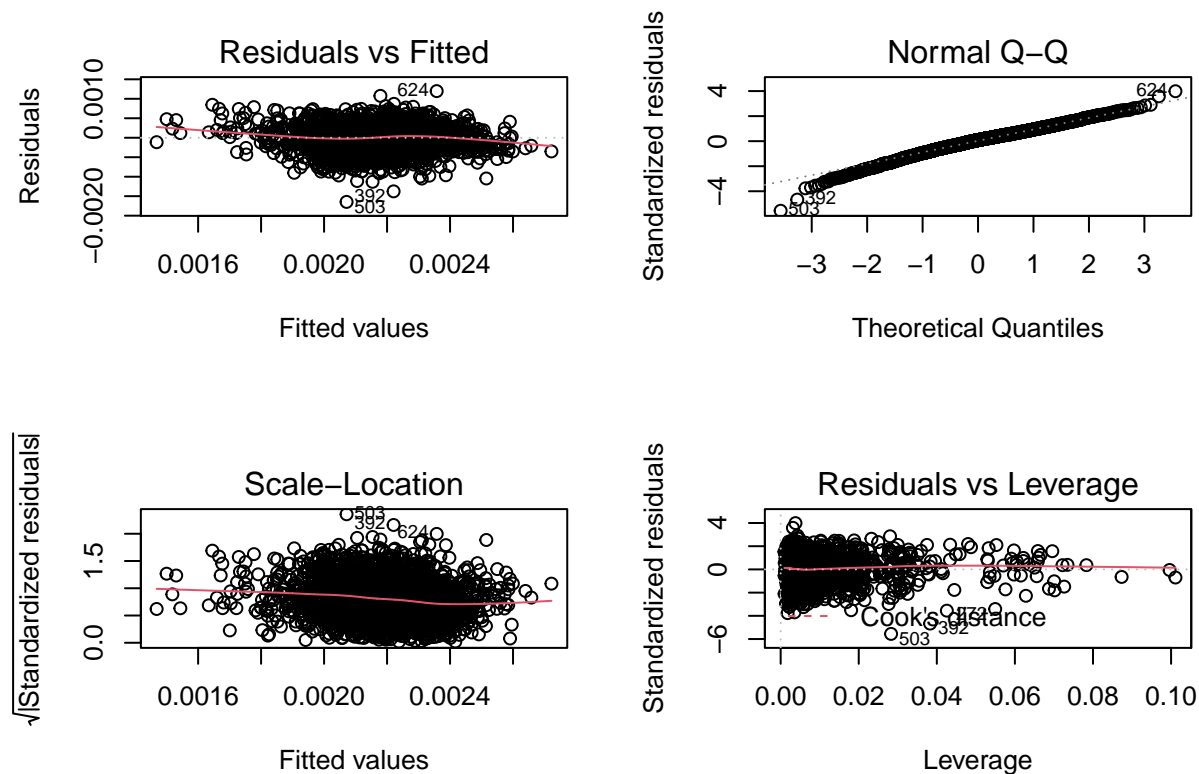 Residuals vs Fitted
Residuals
0.0010
−0.0020
0.0016 0.0020 0.0024
Fitted values
624
392
503
Normal Q−Q
Standardized residuals
4
0
−4
−3 −2 −1 0 1 2 3
Theoretical Quantiles
624
392
503
Scale−Location
√|Standardized residuals|
1.5
0.0
0.0016 0.0020 0.0024
Fitted values
503
392
624
Residuals vs Leverage
Standardized residuals
4
0
−6
0.00 0.02 0.04 0.06 0.08 0.10
Leverage
Cook's distance
392
503